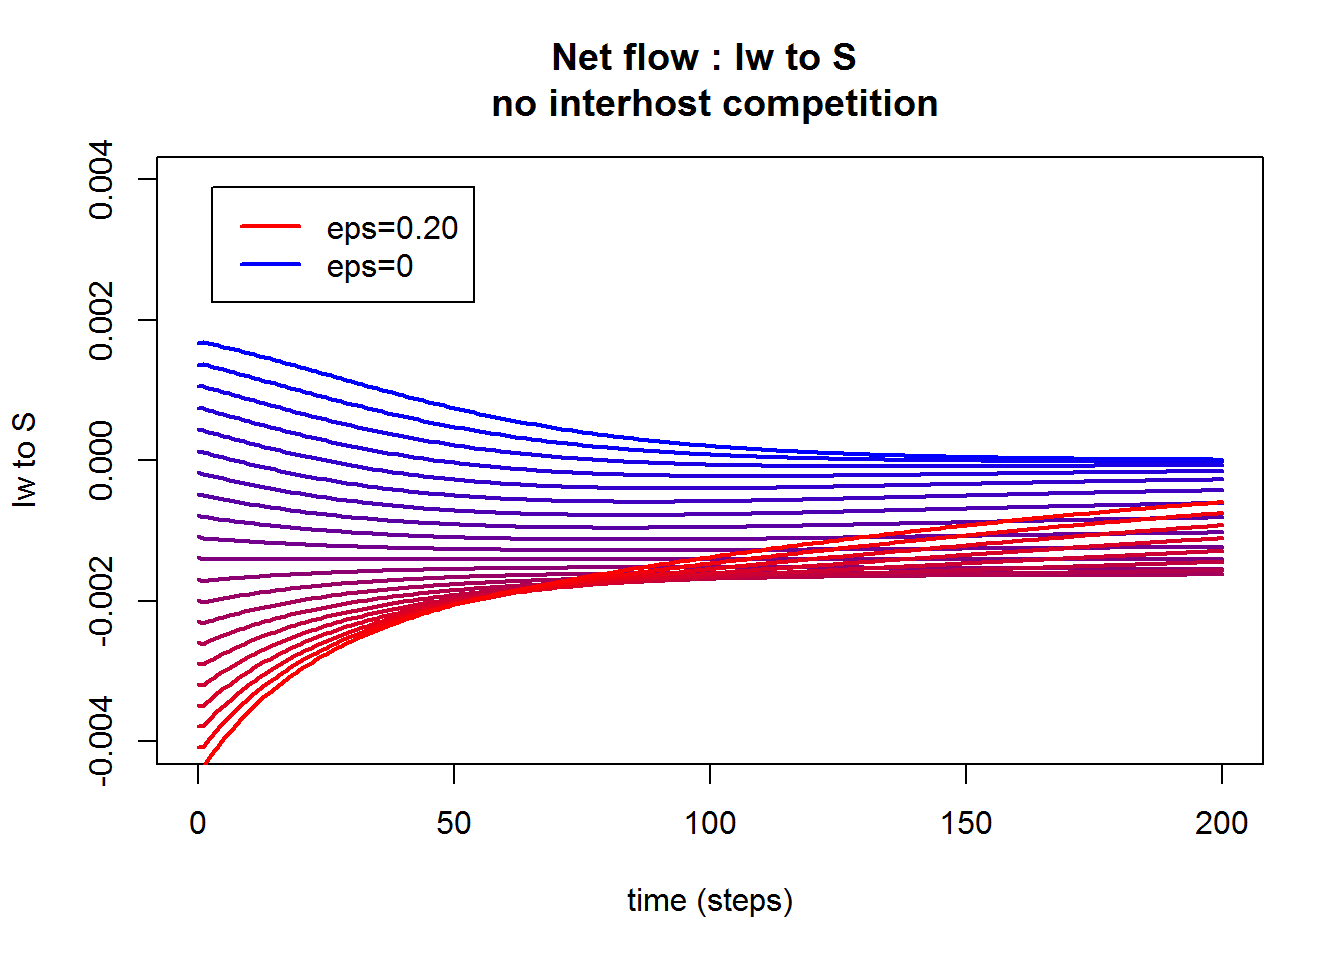 Net flow : Iw to S
no interhost competition
eps=0.20
eps=0
Iw to S
0.004
0.002
0.000
-0.002
-0.004
0
50
100
150
200
time (steps)